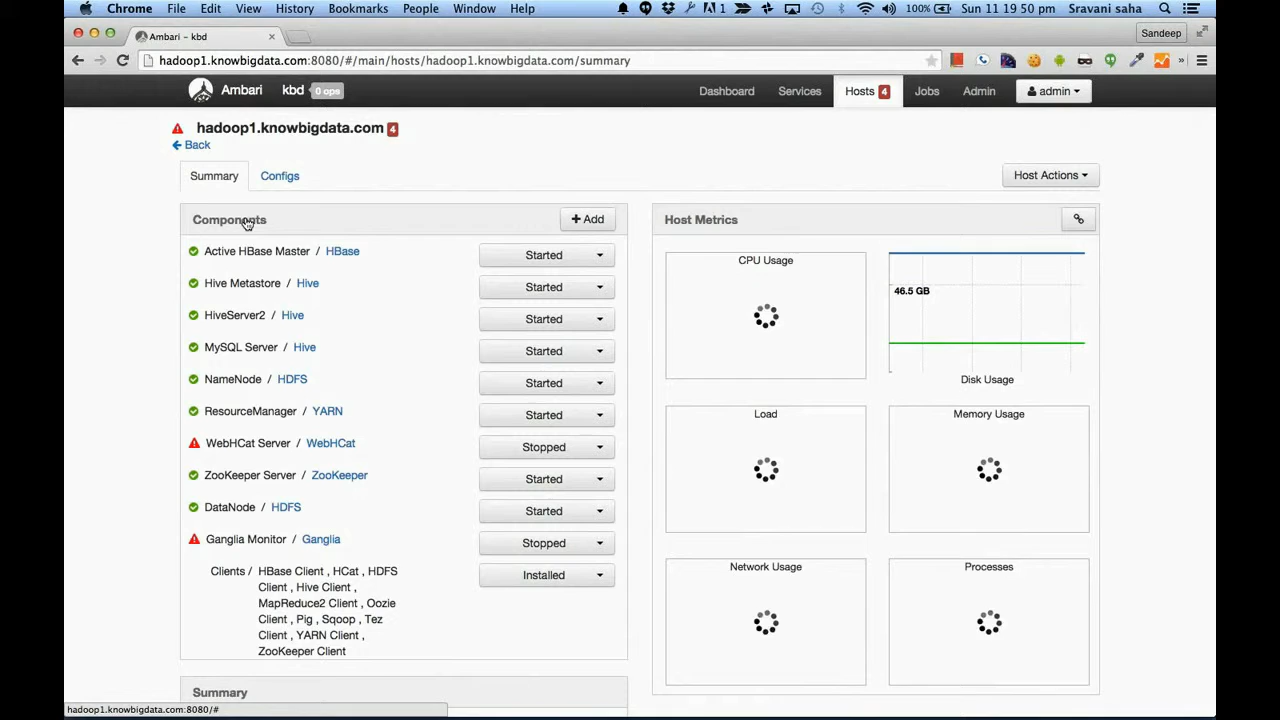 Chrome File Edit View History Bookmarks People Window Help 1 100% Sun 11 19 50 pm Sravani saha
Ambari – kbd Sandeep
hadoop1.knowbigdata.com:8080/#/main/hosts/hadoop1.knowbigdata.com/summary
Ambari kbd 0 ops Dashboard Services Hosts 4 Jobs Admin admin
hadoop1.knowbigdata.com 4
Back
Summary Configs Host Actions
Components + Add Host Metrics
Active HBase Master / HBase Started
Hive Metastore / Hive Started
HiveServer2 / Hive Started
MySQL Server / Hive Started
NameNode / HDFS Started
ResourceManager / YARN Started
WebHCat Server / WebHCat Stopped
ZooKeeper Server / ZooKeeper Started
DataNode / HDFS Started
Ganglia Monitor / Ganglia Stopped
Clients / HBase Client , HCat , HDFS Installed
Client , Hive Client ,
MapReduce2 Client , Oozie
Client , Pig , Sqoop , Tez
Client , YARN Client ,
ZooKeeper Client
CPU Usage
46.5 GB
Disk Usage
Load Memory Usage
Network Usage Processes
Summary
hadoop1.knowbigdata.com:8080/#